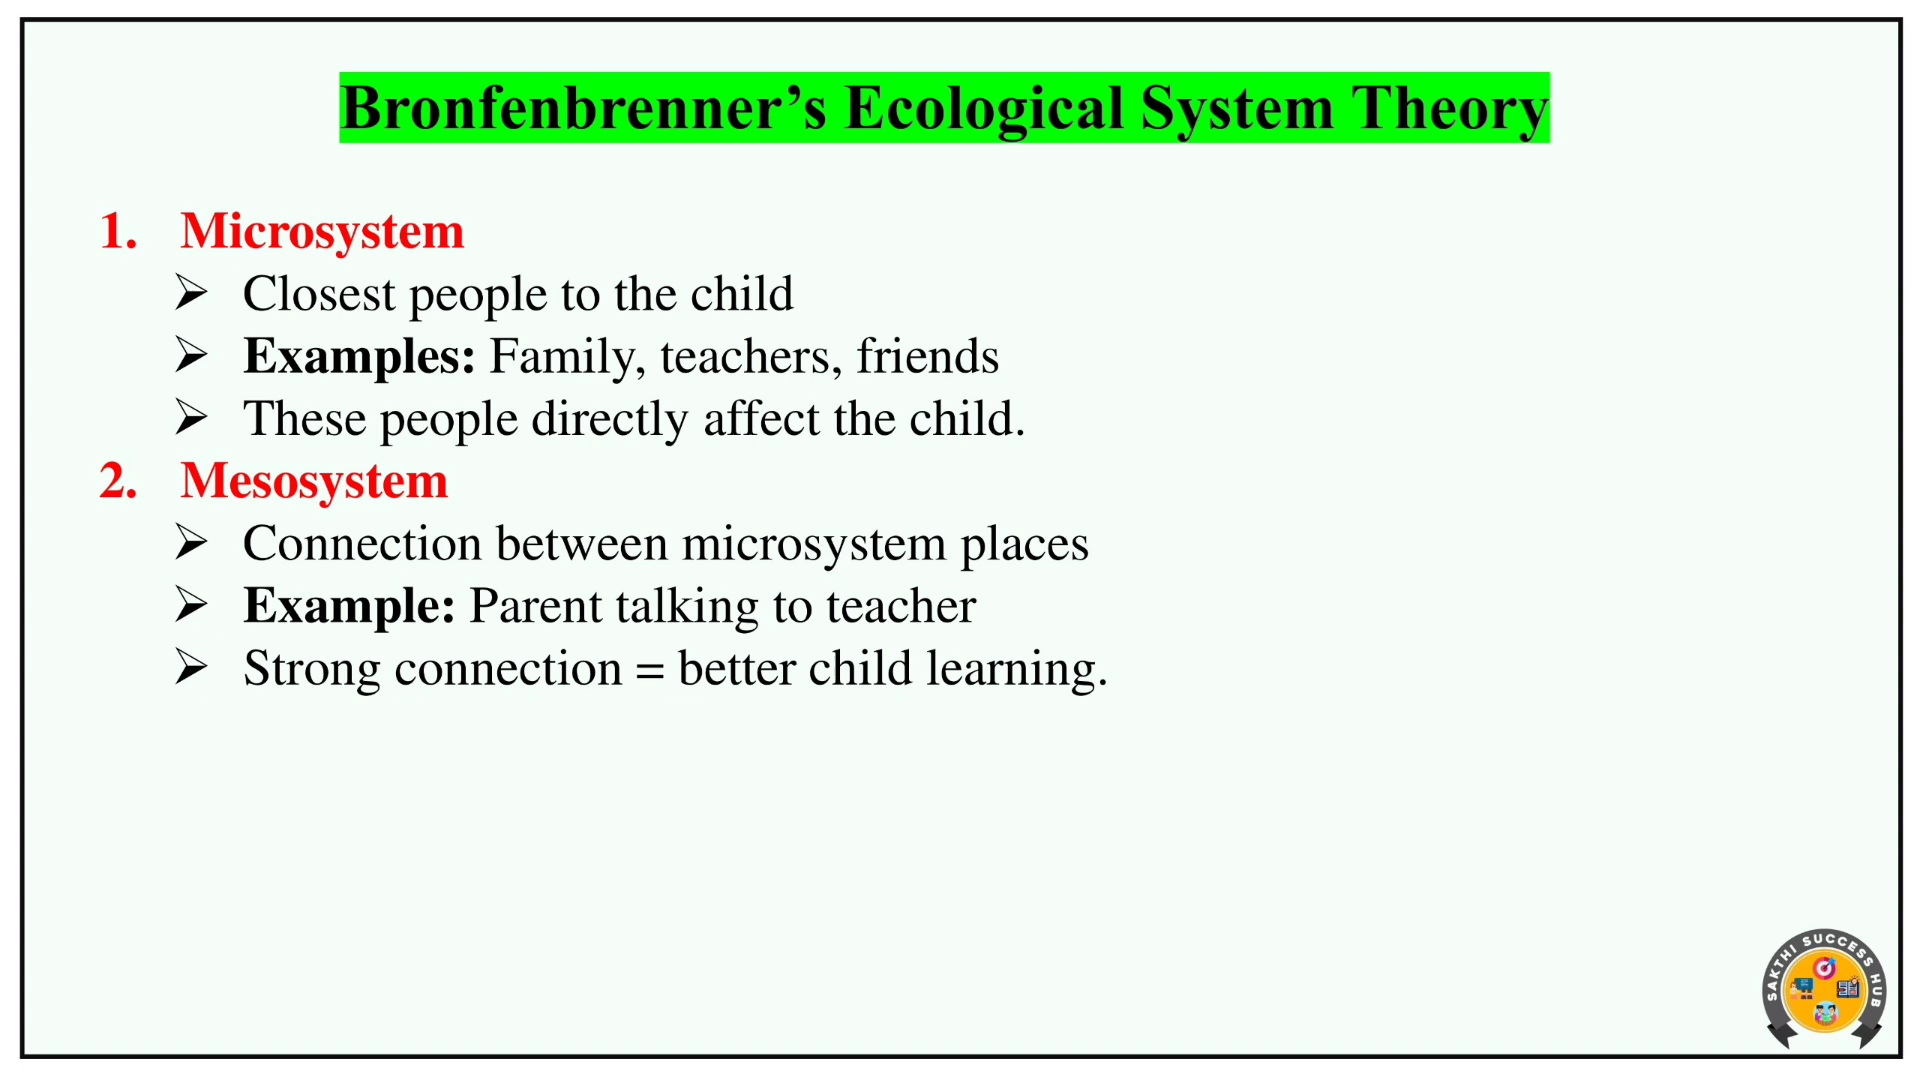 Bronfenbrenner’s Ecological System Theory
1. Microsystem
➢ Closest people to the child
➢ Examples: Family, teachers, friends
➢ These people directly affect the child.
2. Mesosystem
➢ Connection between microsystem places
➢ Example: Parent talking to teacher
➢ Strong connection = better child learning.
SAKTHI SUCCESS HUB